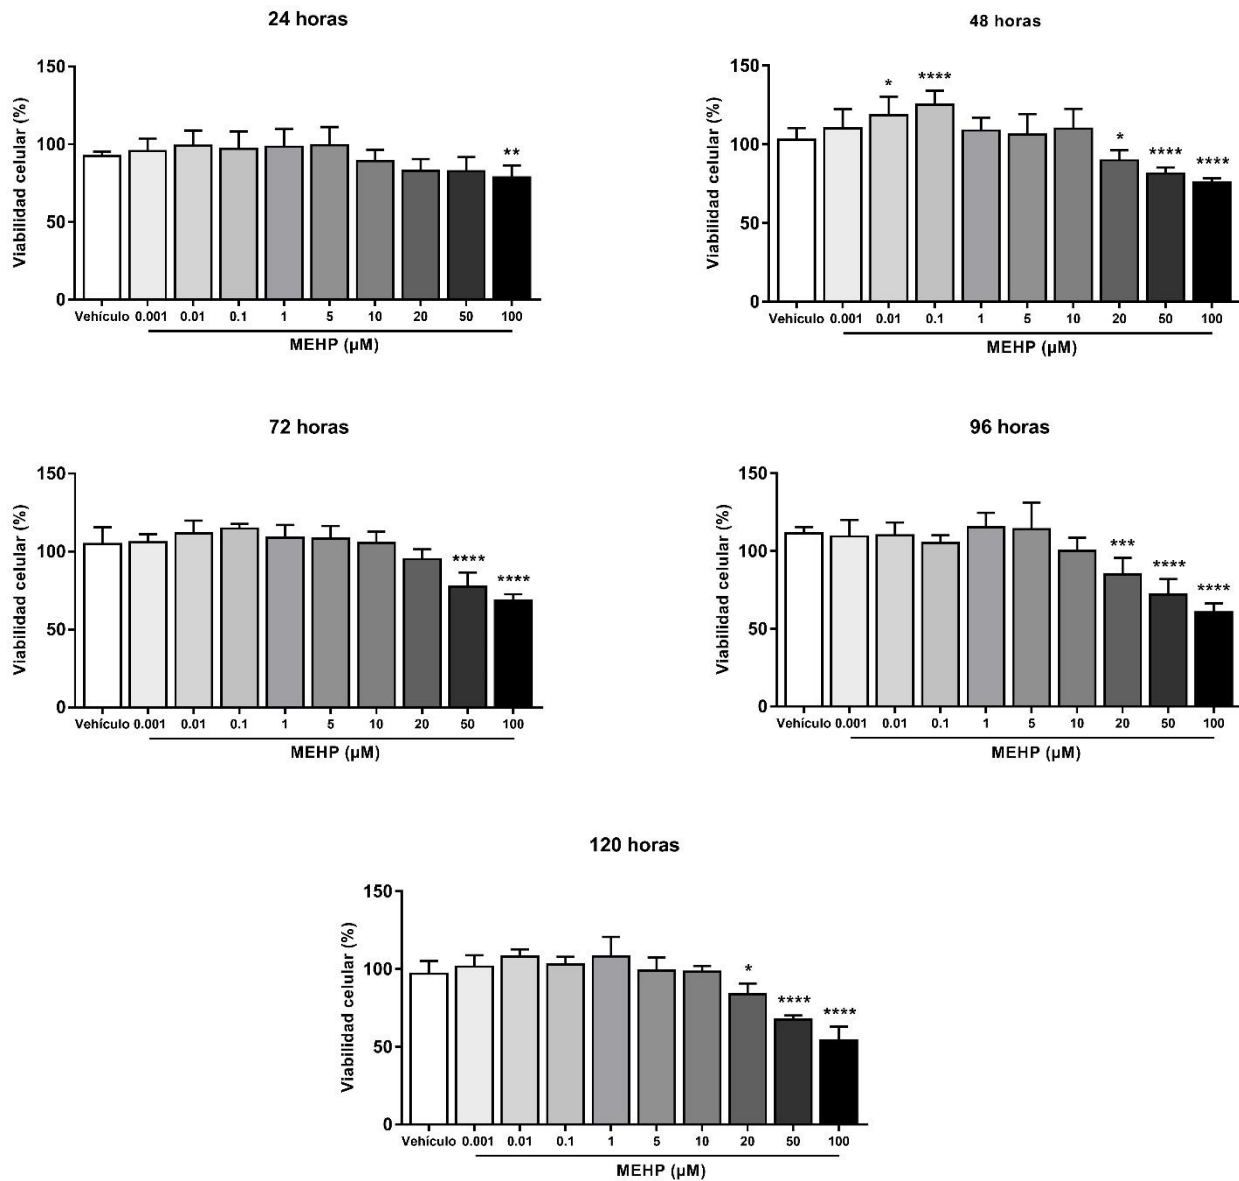 24 horas
150
100
50
0
Viabilidad celular (%)
**
Vehículo 0.001 0.01 0.1 1 5 10 20 50 100
MEHP (µM)
48 horas
150
100
50
0
Viabilidad celular (%)
* **** * **** ****
Vehículo 0.001 0.01 0.1 1 5 10 20 50 100
MEHP (µM)
72 horas
150
100
50
0
Viabilidad celular (%)
**** ****
Vehículo 0.001 0.01 0.1 1 5 10 20 50 100
MEHP (µM)
96 horas
150
100
50
0
Viabilidad celular (%)
*** **** ****
Vehículo 0.001 0.01 0.1 1 5 10 20 50 100
MEHP (µM)
120 horas
150
100
50
0
Viabilidad celular (%)
* **** ****
Vehículo 0.001 0.01 0.1 1 5 10 20 50 100
MEHP (µM)